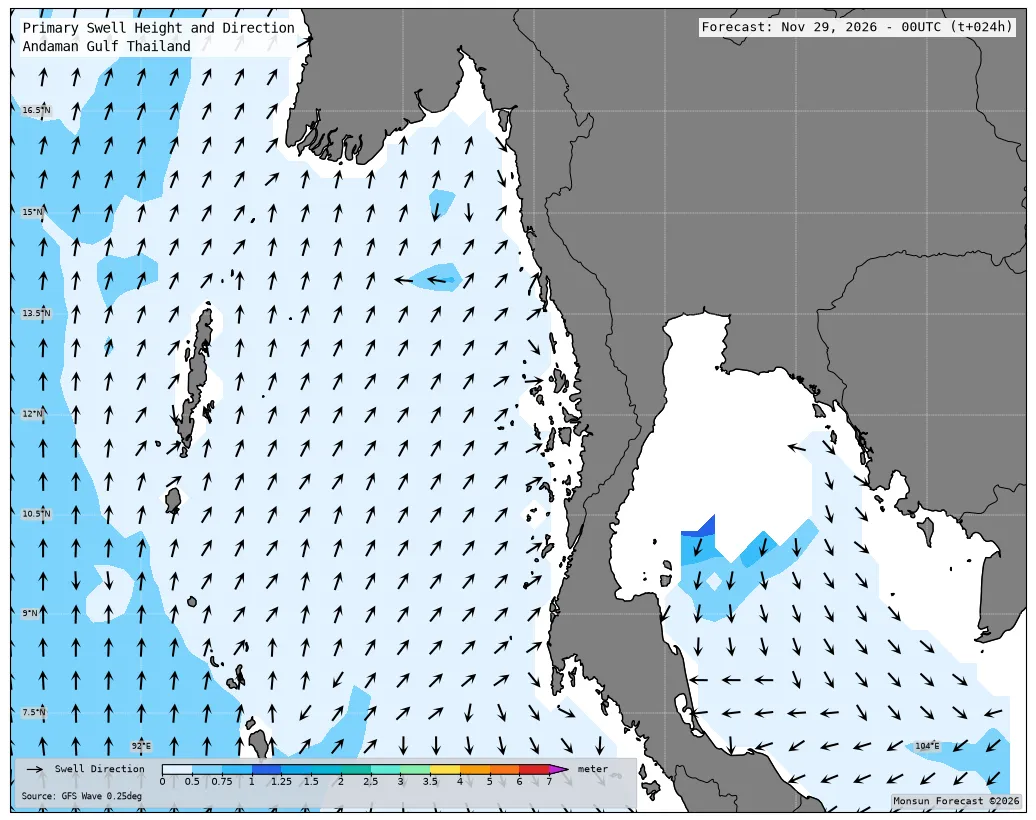 Primary Swell Height and Direction
Andaman Gulf Thailand
Forecast: Nov 29, 2026 - 00UTC (t+024h)
16.5°N
15°N
13.5°N
12°N
10.5°N
9°N
7.5°N
92°E
104°E
Swell Direction
meter
0 0.5 0.75 1 1.25 1.5 2 2.5 3 3.5 4 5 6 7
Source: GFS Wave 0.25deg
Monsun Forecast ©2026